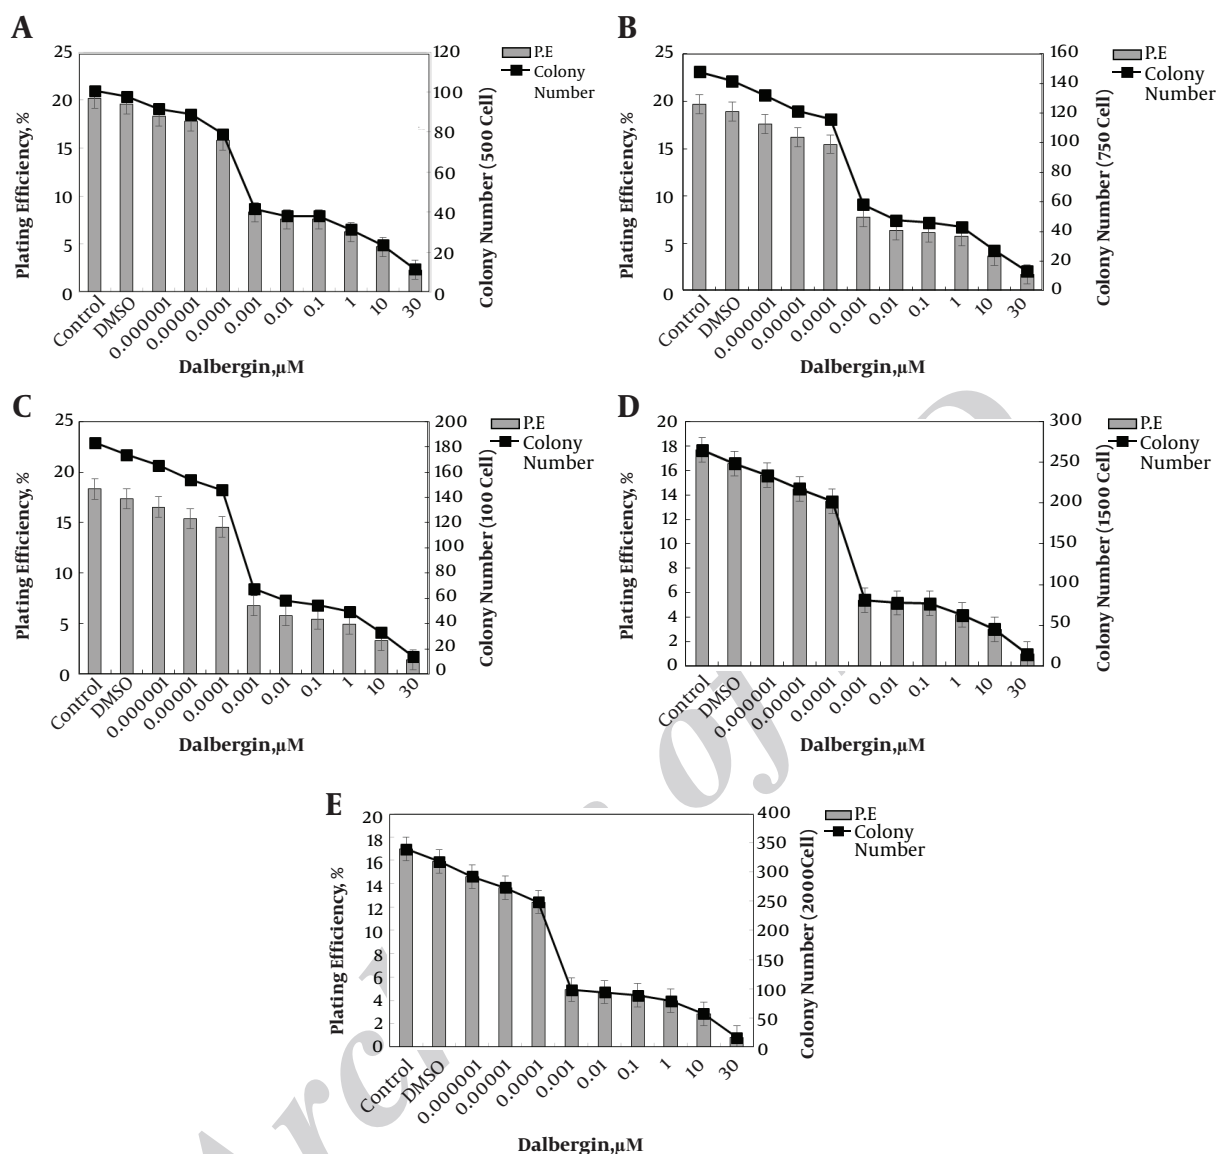 A
25
20
15
10
5
0
Plating Efficiency, %
120
100
80
60
40
20
0
Colony Number (500 Cell)
P.E
Colony
Number
Control
DMSO
0.000001
0.00001
0.0001
0.001
0.01
0.1
1
10
30
Dalbergin,µM
B
25
20
15
10
5
0
Plating Efficiency, %
160
140
120
100
80
60
40
20
0
Colony Number (750 Cell)
P.E
Colony
Number
Control
DMSO
0.000001
0.00001
0.0001
0.001
0.01
0.1
1
10
30
Dalbergin,µM
C
25
20
15
10
5
0
Plating Efficiency, %
200
180
160
140
120
100
80
60
40
20
0
Colony Number (100 Cell)
P.E
Colony
Number
Control
DMSO
0.000001
0.00001
0.0001
0.001
0.01
0.1
1
10
30
Dalbergin,µM
D
20
18
16
14
12
10
8
6
4
2
0
Plating Efficiency, %
300
250
200
150
100
50
0
Colony Number (1500 Cell)
P.E
Colony
Number
Control
DMSO
0.000001
0.00001
0.0001
0.001
0.01
0.1
1
10
30
Dalbergin,µM
E
20
18
16
14
12
10
8
6
4
2
0
Plating Efficiency, %
400
350
300
250
200
150
100
50
0
Colony Number (2000Cell)
P.E
Colony
Number
Control
DMSO
0.000001
0.00001
0.0001
0.001
0.01
0.1
1
10
30
Dalbergin,µM
of